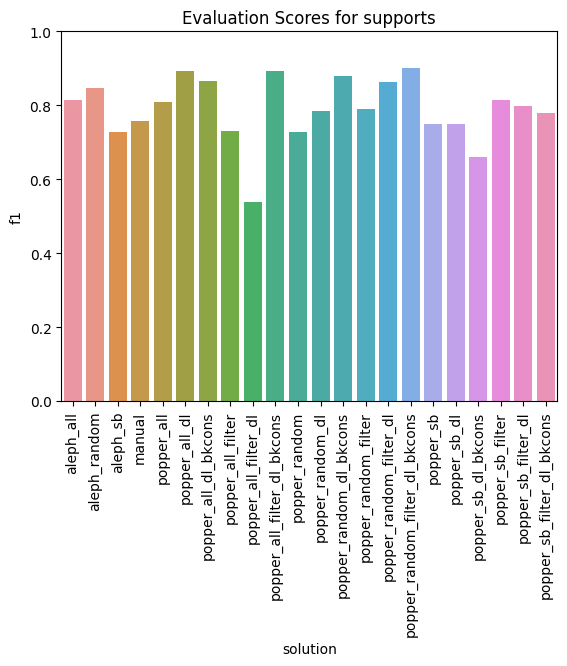 Evaluation Scores for supports
1.0
0.8
0.6
0.4
0.2
0.0
f1
aleph_all
aleph_random
aleph_sb
manual
popper_all
popper_all_dl
popper_all_dl_bkcons
popper_all_filter
popper_all_filter_dl
popper_all_filter_dl_bkcons
popper_random
popper_random_dl
popper_random_dl_bkcons
popper_random_filter
popper_random_filter_dl
popper_random_filter_dl_bkcons
popper_sb
popper_sb_dl
popper_sb_dl_bkcons
popper_sb_filter
popper_sb_filter_dl
popper_sb_filter_dl_bkcons
solution